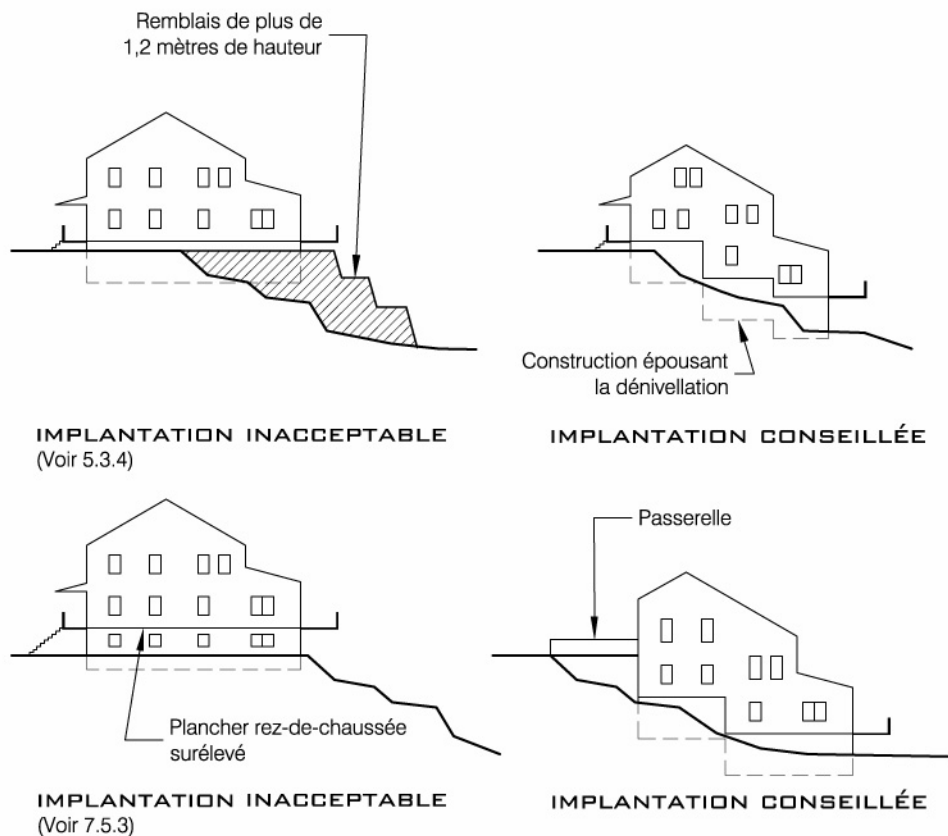 Remblais de plus de
1,2 mètres de hauteur
Construction épousant
la dénivellation
IMPLANTATION INACCEPTABLE
(Voir 5.3.4)
IMPLANTATION CONSEILLÉE
Passerelle
Plancher rez-de-chaussée
surélevé
IMPLANTATION INACCEPTABLE
(Voir 7.5.3)
IMPLANTATION CONSEILLÉE